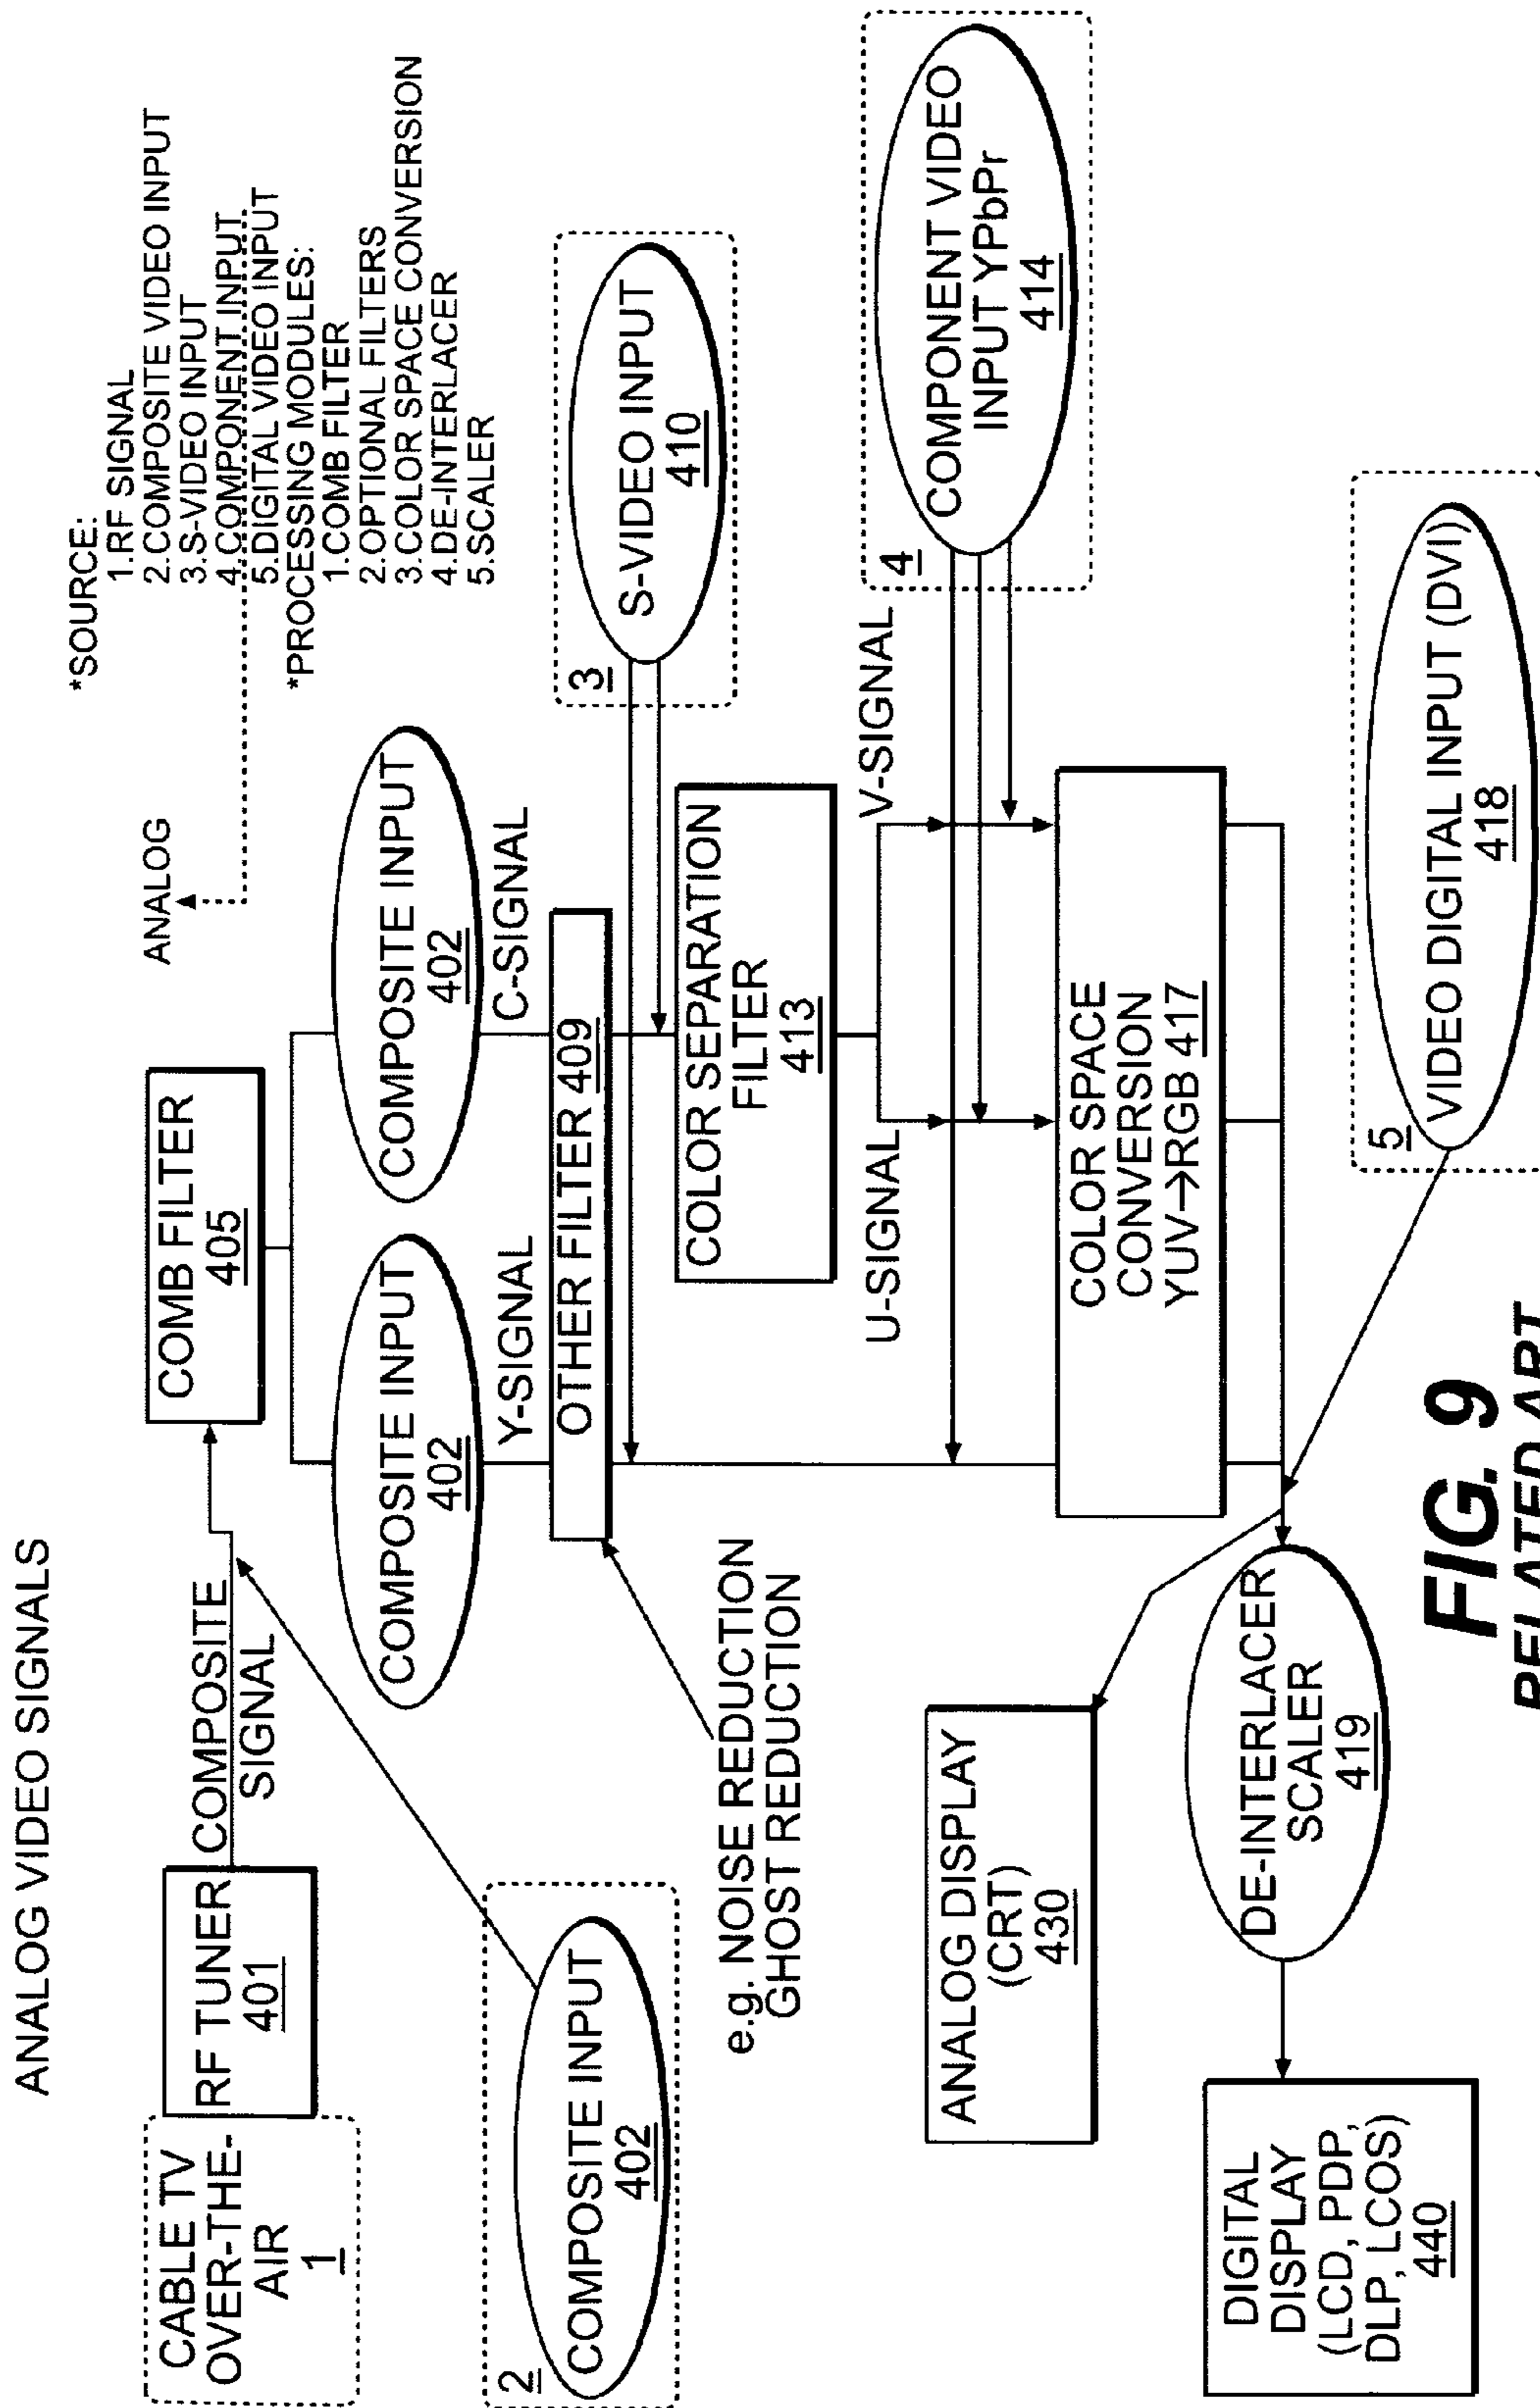 ANALOG VIDEO SIGNALS
CABLE TV
OVER-THE-
AIR
1
RF TUNER
401
COMPOSITE
SIGNAL
COMB FILTER
405
ANALOG
*SOURCE:
1.RF SIGNAL
2.COMPOSITE VIDEO INPUT
3.S-VIDEO INPUT
4.COMPONENT INPUT
5.DIGITAL VIDEO INPUT
*PROCESSING MODULES:
1.COMB FILTER
2.OPTIONAL FILTERS
3.COLOR SPACE CONVERSION
4.DE-INTERLACER
5.SCALER
2
COMPOSITE INPUT
402
COMPOSITE INPUT
402
COMPOSITE INPUT
402
Y-SIGNAL
C-SIGNAL
OTHER FILTER 409
e.g. NOISE REDUCTION
GHOST REDUCTION
3
S-VIDEO INPUT
410
COLOR SEPARATION
FILTER
413
U-SIGNAL
V-SIGNAL
4
COMPONENT VIDEO
INPUT YPbPr
414
COLOR SPACE
CONVERSION
YUV→RGB 417
ANALOG DISPLAY
(CRT)
430
DIGITAL
DISPLAY
(LCD, PDP,
DLP, LCOS)
440
DE-INTERLACER
SCALER
419
5
VIDEO DIGITAL INPUT (DVI)
418
FIG. 9
RELATED ART